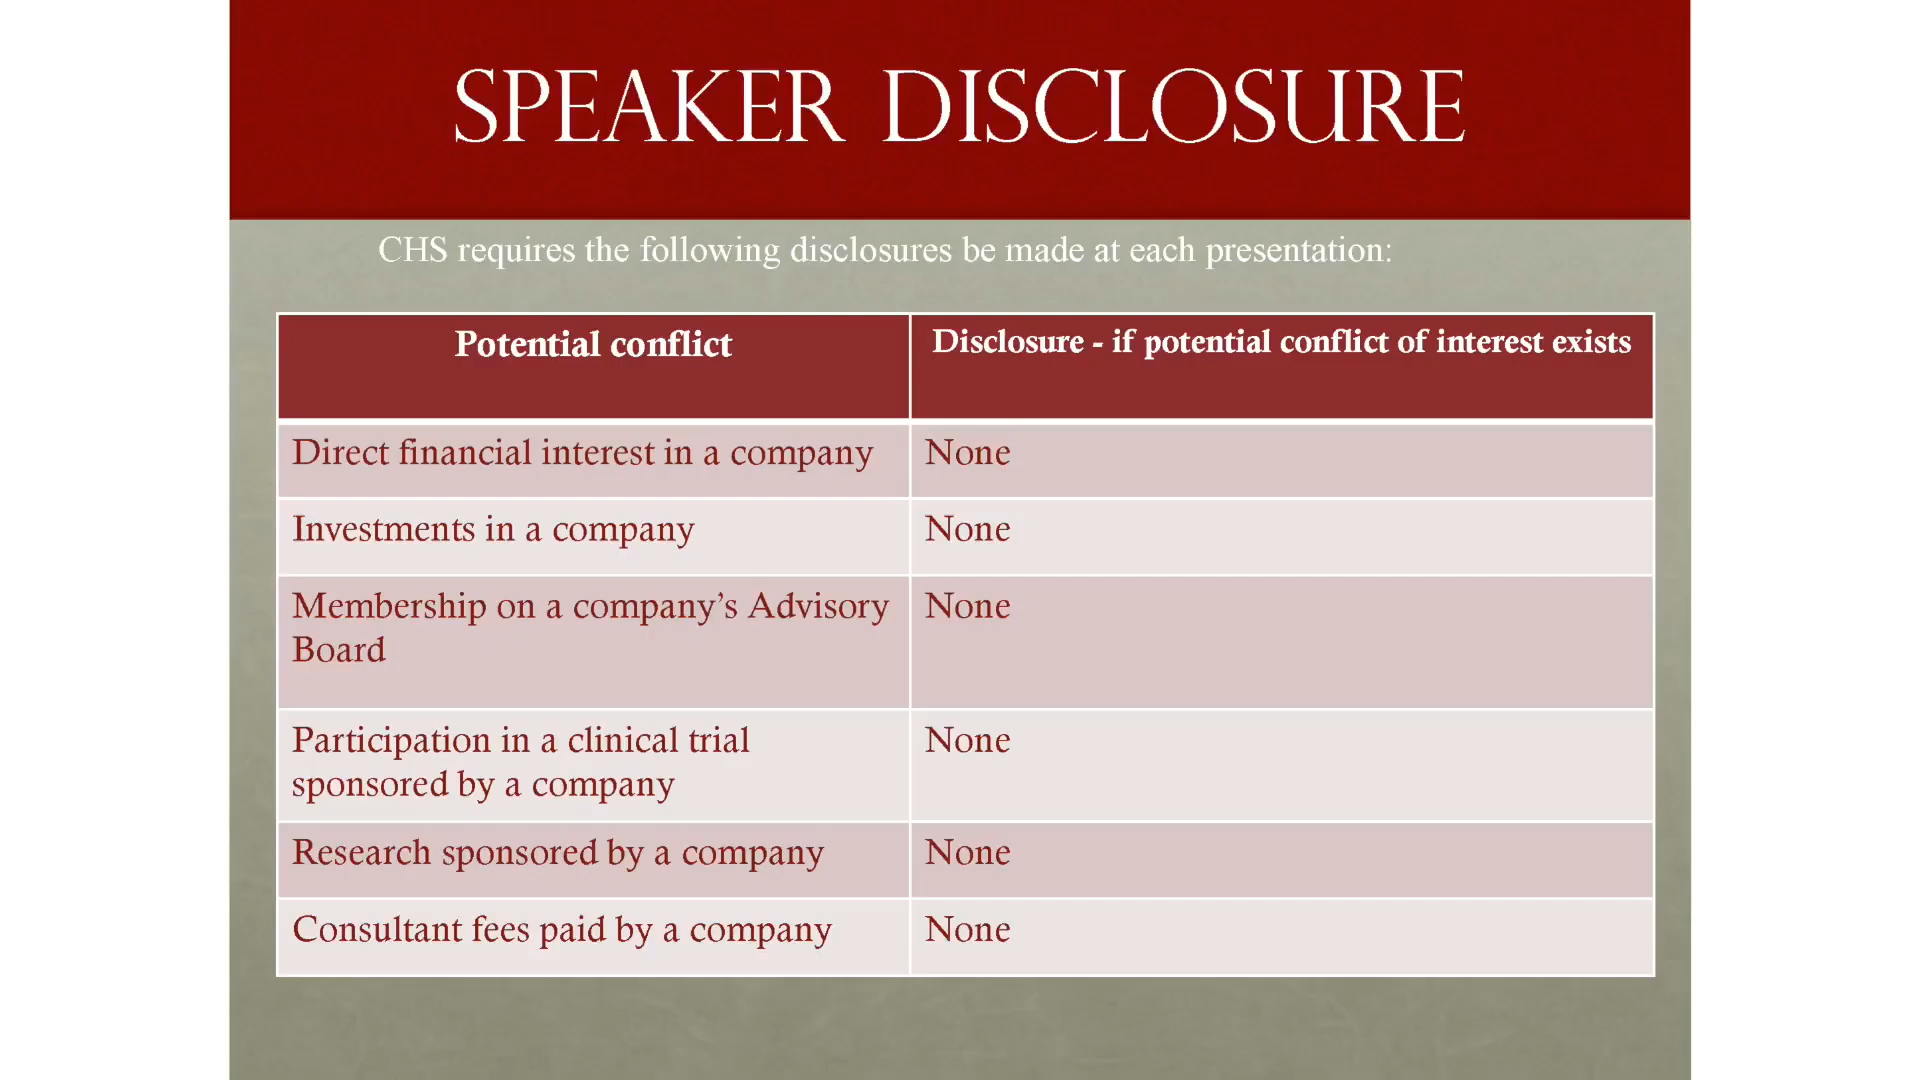 SPEAKER DISCLOSURE
CHS requires the following disclosures be made at each presentation:
Potential conflict
Disclosure - if potential conflict of interest exists
Direct financial interest in a company
None
Investments in a company
None
Membership on a company’s Advisory
Board
None
Participation in a clinical trial
sponsored by a company
None
Research sponsored by a company
None
Consultant fees paid by a company
None